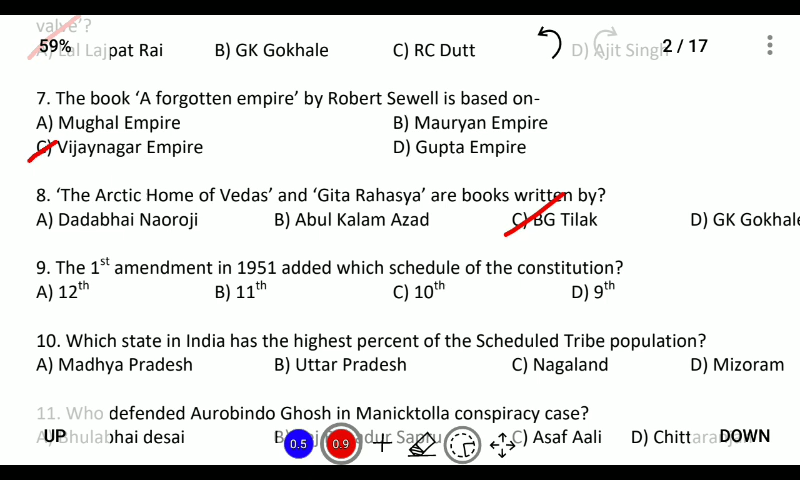 valve'?
59% A) Lal Lajpat Rai B) GK Gokhale C) RC Dutt D) Ajit Singh 2 / 17
7. The book ‘A forgotten empire’ by Robert Sewell is based on-
A) Mughal Empire B) Mauryan Empire
C) Vijaynagar Empire D) Gupta Empire
8. ‘The Arctic Home of Vedas’ and ‘Gita Rahasya’ are books written by?
A) Dadabhai Naoroji B) Abul Kalam Azad C) BG Tilak D) GK Gokhale
9. The 1st amendment in 1951 added which schedule of the constitution?
A) 12th B) 11th C) 10th D) 9th
10. Which state in India has the highest percent of the Scheduled Tribe population?
A) Madhya Pradesh B) Uttar Pradesh C) Nagaland D) Mizoram
11. Who defended Aurobindo Ghosh in Manicktolla conspiracy case?
UP A) Bhulabhai desai B) Sapru C) Asaf Aali D) DOWN
0.5 0.9